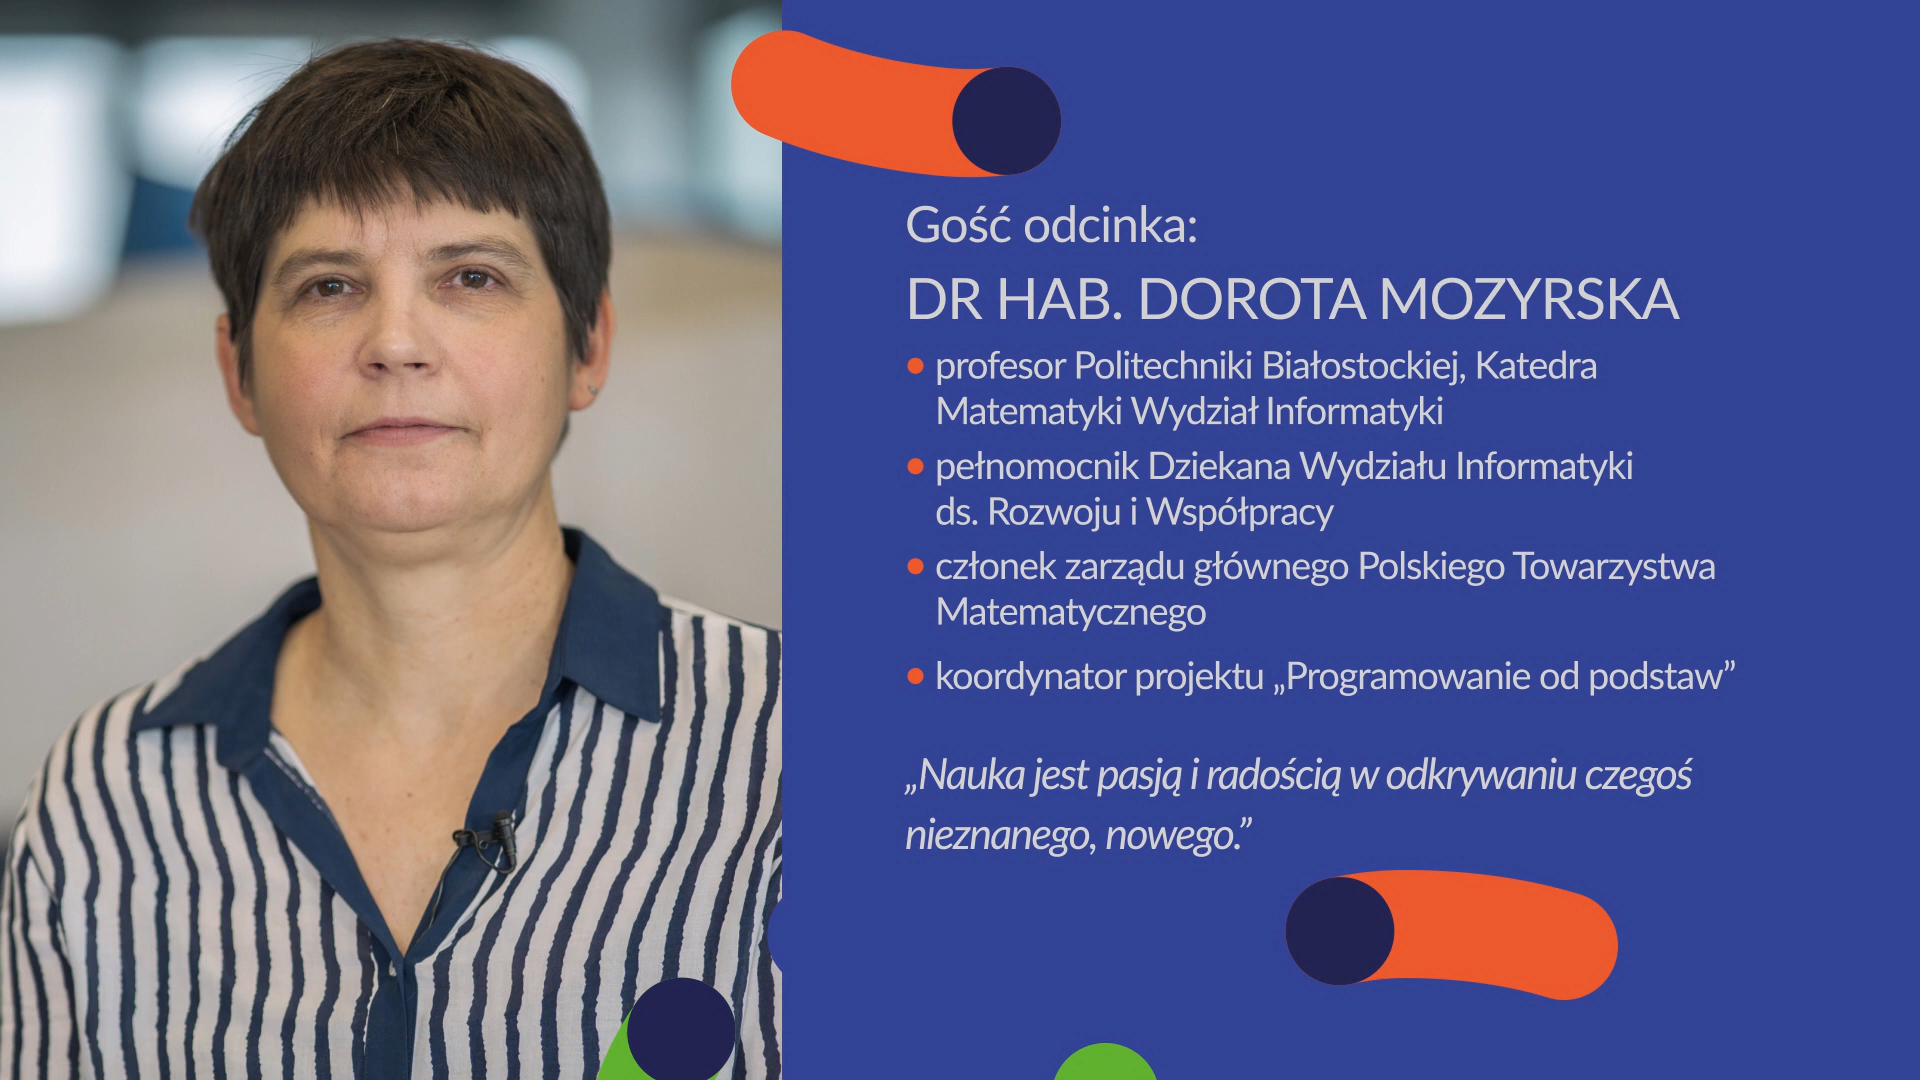 Gość odcinka:
DR HAB. DOROTA MOZYRSKA
• profesor Politechniki Białostockiej, Katedra
Matematyki Wydział Informatyki
• pełnomocnik Dziekana Wydziału Informatyki
ds. Rozwoju i Współpracy
• członek zarządu głównego Polskiego Towarzystwa
Matematycznego
• koordynator projektu „Programowanie od podstaw”
„Nauka jest pasją i radością w odkrywaniu czegoś
nieznanego, nowego.”